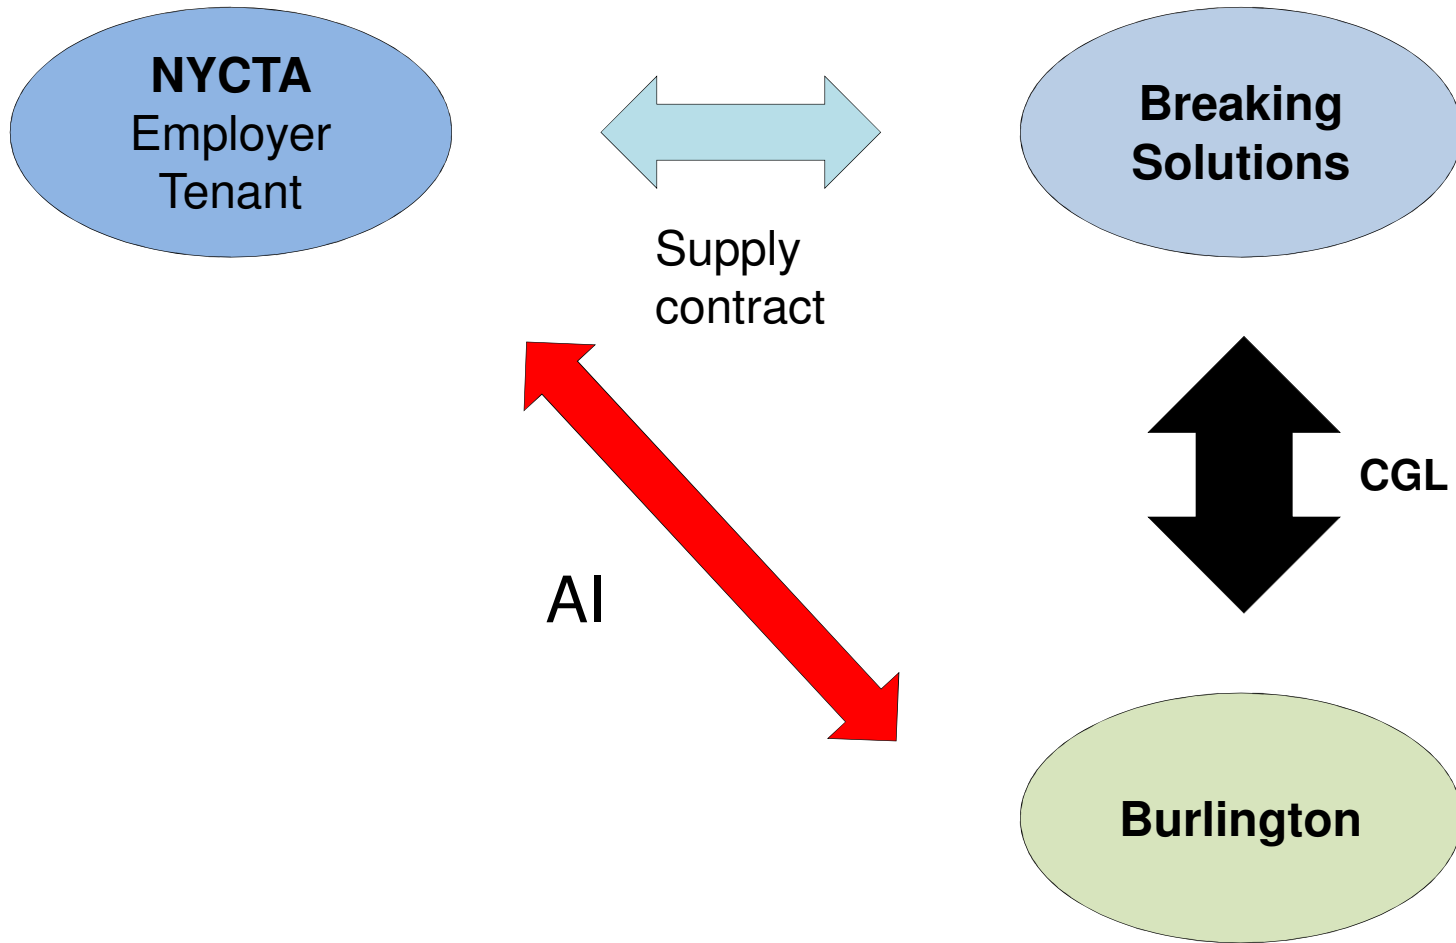 NYCTA
Employer
Tenant
Breaking
Solutions
Supply
contract
CGL
AI
Burlington